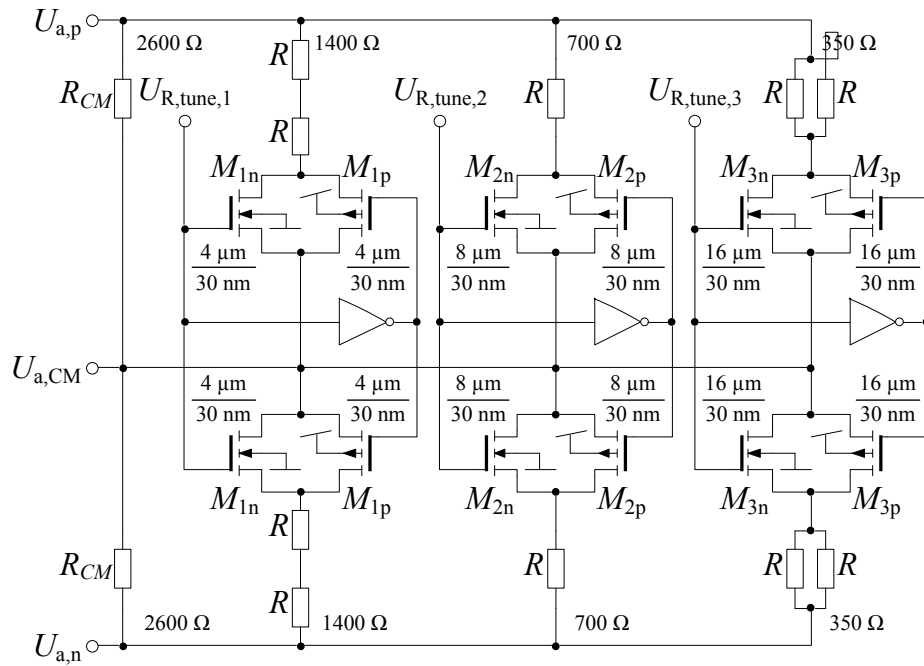 U_a,p
2600 Ω
R
1400 Ω
700 Ω
350 Ω
R_CM
U_R,tune,1
U_R,tune,2
R
U_R,tune,3
R
R
R
M_1n
M_1p
M_2n
M_2p
M_3n
M_3p
4 µm
4 µm
8 µm
8 µm
16 µm
16 µm
30 nm
30 nm
30 nm
30 nm
30 nm
30 nm
U_a,CM
4 µm
4 µm
8 µm
8 µm
16 µm
16 µm
30 nm
30 nm
30 nm
30 nm
30 nm
30 nm
M_1n
M_1p
M_2n
M_2p
M_3n
M_3p
R
R_CM
R
R
R
R
2600 Ω
1400 Ω
700 Ω
350 Ω
U_a,n